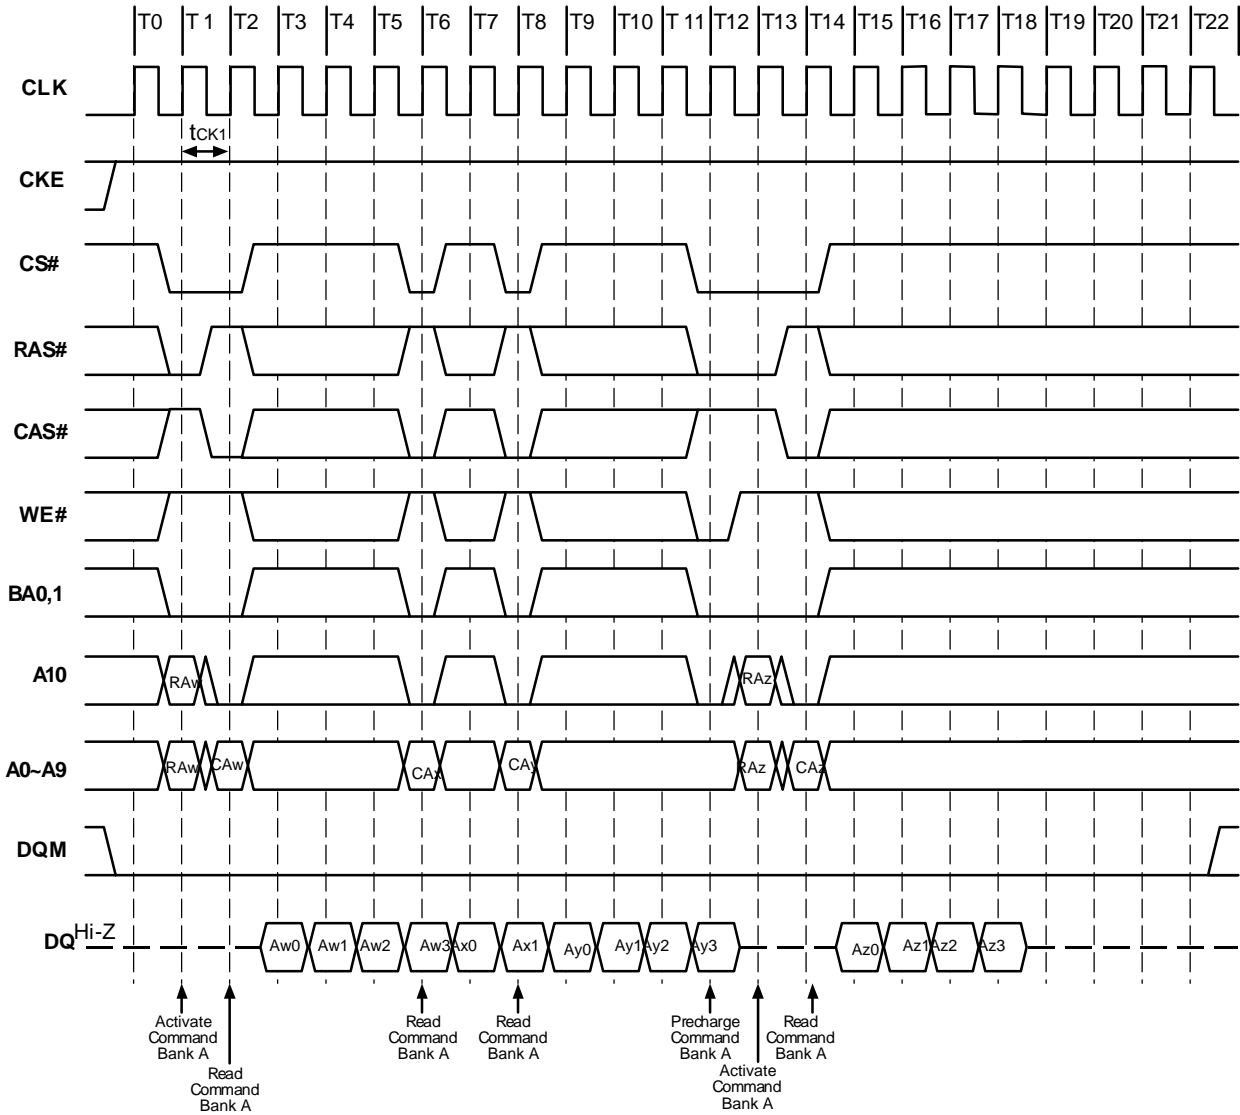 T0 T 1 T2 T3 T4 T5 T6 T7 T8 T9 T10 T 11 T12 T13 T14 T15 T16 T17 T18 T19 T20 T21 T22
CLK
tCK1
CKE
CS#
RAS#
CAS#
WE#
BA0,1
A10
RAw RAz
A0~A9
RAw CAw CAx CAy RAz CAz
DQM
DQ Hi-Z
Aw0 Aw1 Aw2 Aw3 Ax0 Ax1 Ay0 Ay1 Ay2 Ay3 Az0 Az1 Az2 Az3
Activate
Command
Bank A
Read
Command
Bank A
Read
Command
Bank A
Read
Command
Bank A
Precharge
Command
Bank A
Activate
Command
Bank A
Read
Command
Bank A